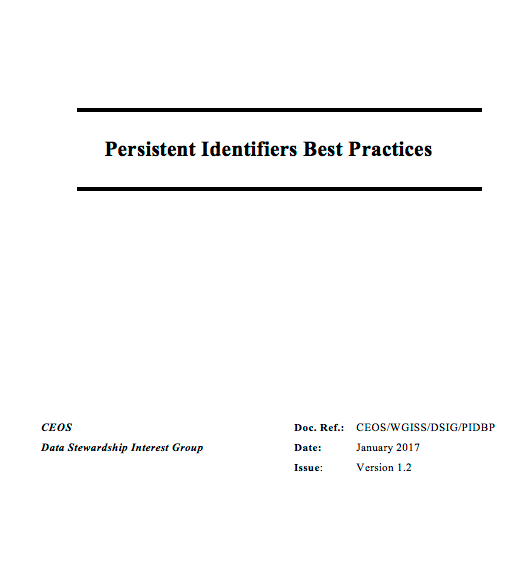 Persistent Identifiers Best Practices
CEOS
Doc. Ref.: CEOS/WGISS/DSIG/PIDBP
Data Stewardship Interest Group
Date: January 2017
Issue: Version 1.2